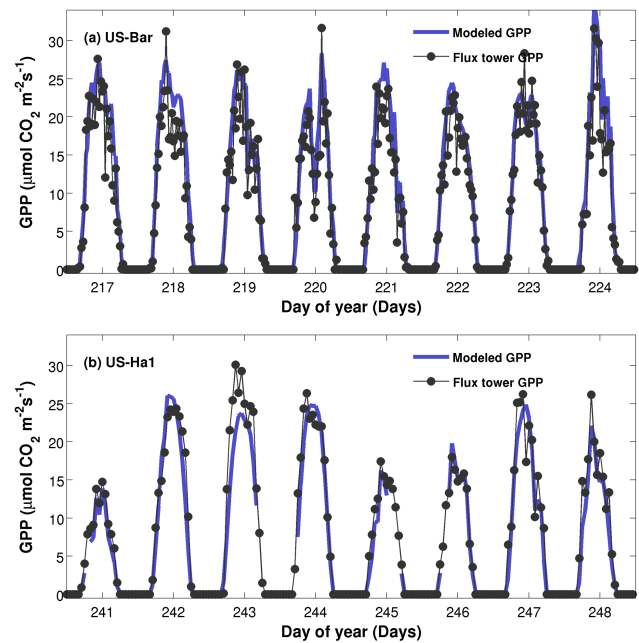 (a) US-Bar
Modeled GPP
Flux tower GPP
GPP (μmol CO2 m-2s-1)
30
25
20
15
10
5
0
217 218 219 220 221 222 223 224
Day of year (Days)
(b) US-Ha1
Modeled GPP
Flux tower GPP
GPP (μmol CO2 m-2s-1)
30
25
20
15
10
5
0
241 242 243 244 245 246 247 248
Day of year (Days)